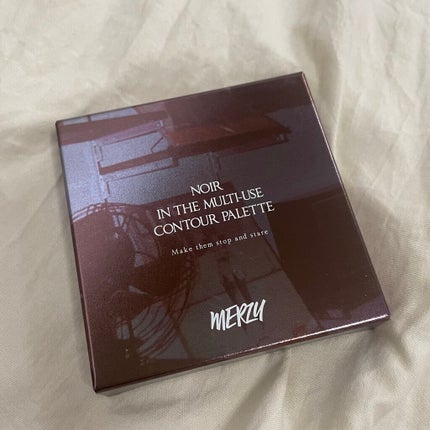 NOIR
IN THE MULTI-USE
CONTOUR PALETTE
Make them stop and stare
MERZY